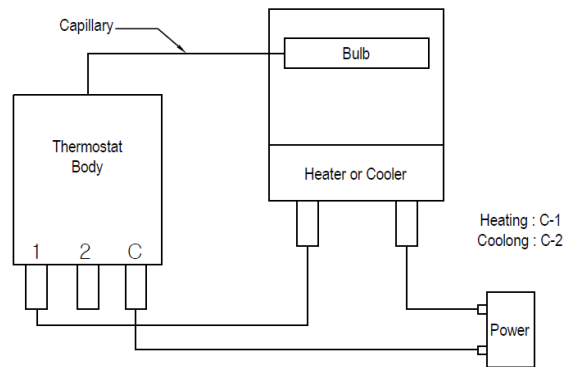 Capillary
Bulb
Thermostat
Body
Heater or Cooler
1 2 C
Heating : C-1
Coolong : C-2
Power